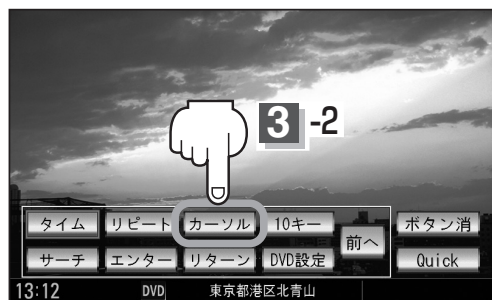 3 -2
タイム リピート カーソル 10キー 前へ ボタン消
サーチ エンター リターン DVD設定 Quick
13:12 DVD 東京都港区北青山